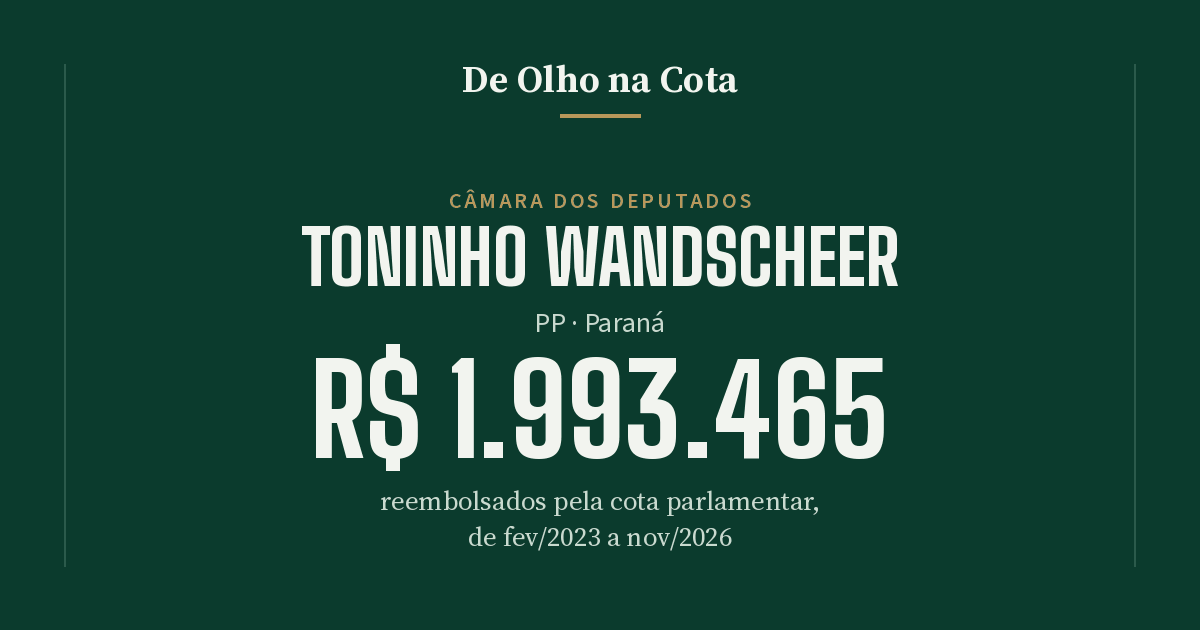 De Olho na Cota
CÂMARA DOS DEPUTADOS
TONINHO WANDSCHEER
PP · Paraná
R$ 1.993.465
reembolsados pela cota parlamentar,
de fev/2023 a nov/2026